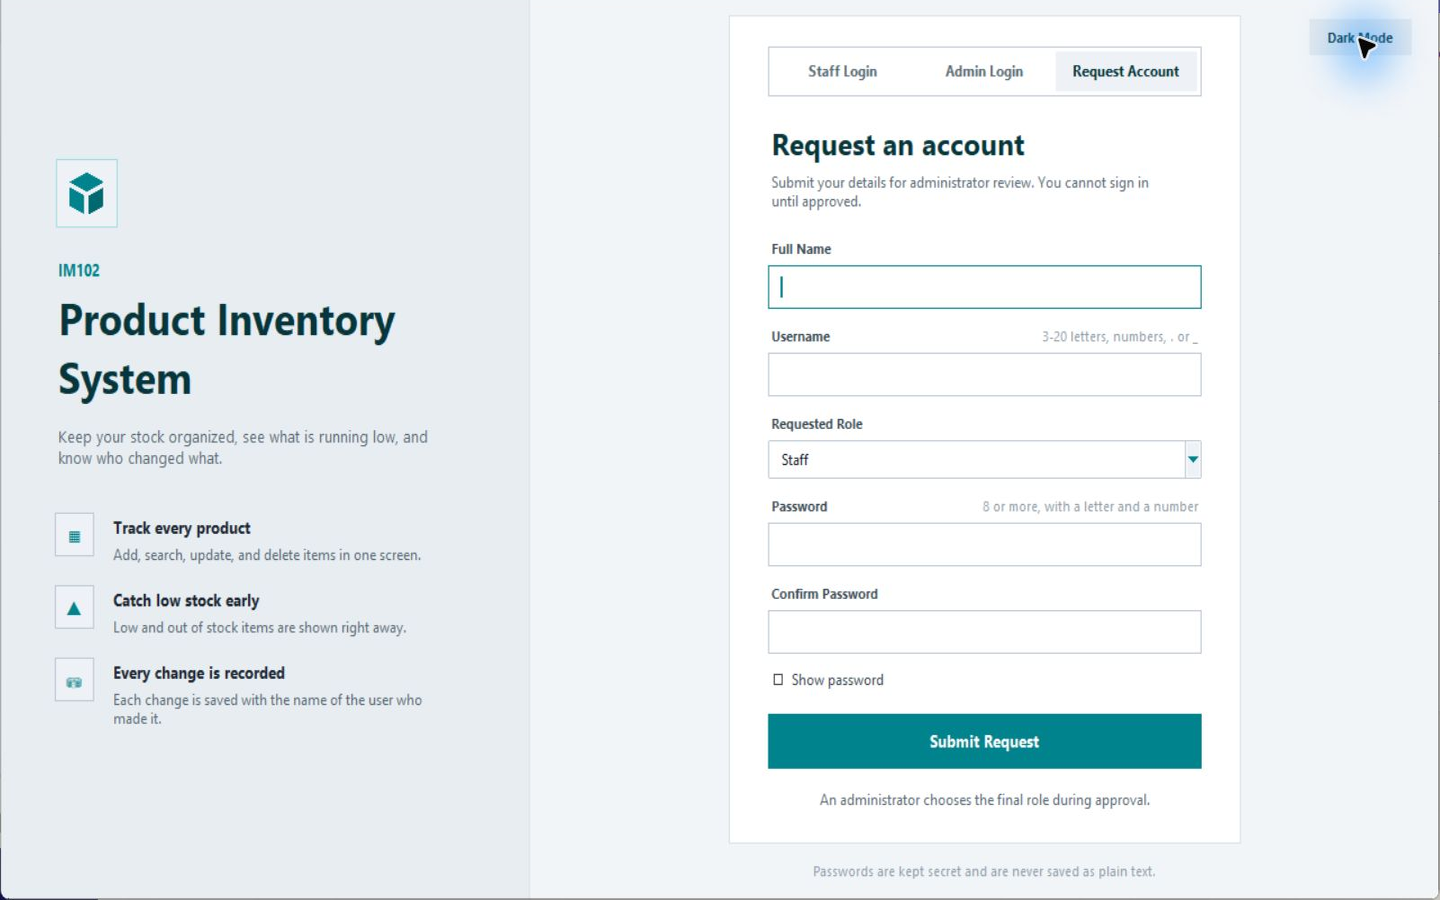 Dark Mode
Staff Login
Admin Login
Request Account
IM102
Product Inventory
System
Keep your stock organized, see what is running low, and
know who changed what.
Track every product
Add, search, update, and delete items in one screen.
Catch low stock early
Low and out of stock items are shown right away.
Every change is recorded
Each change is saved with the name of the user who
made it.
Request an account
Submit your details for administrator review. You cannot sign in
until approved.
Full Name
Username
3-20 letters, numbers, . or _
Requested Role
Staff
Password
8 or more, with a letter and a number
Confirm Password
Show password
Submit Request
An administrator chooses the final role during approval.
Passwords are kept secret and are never saved as plain text.